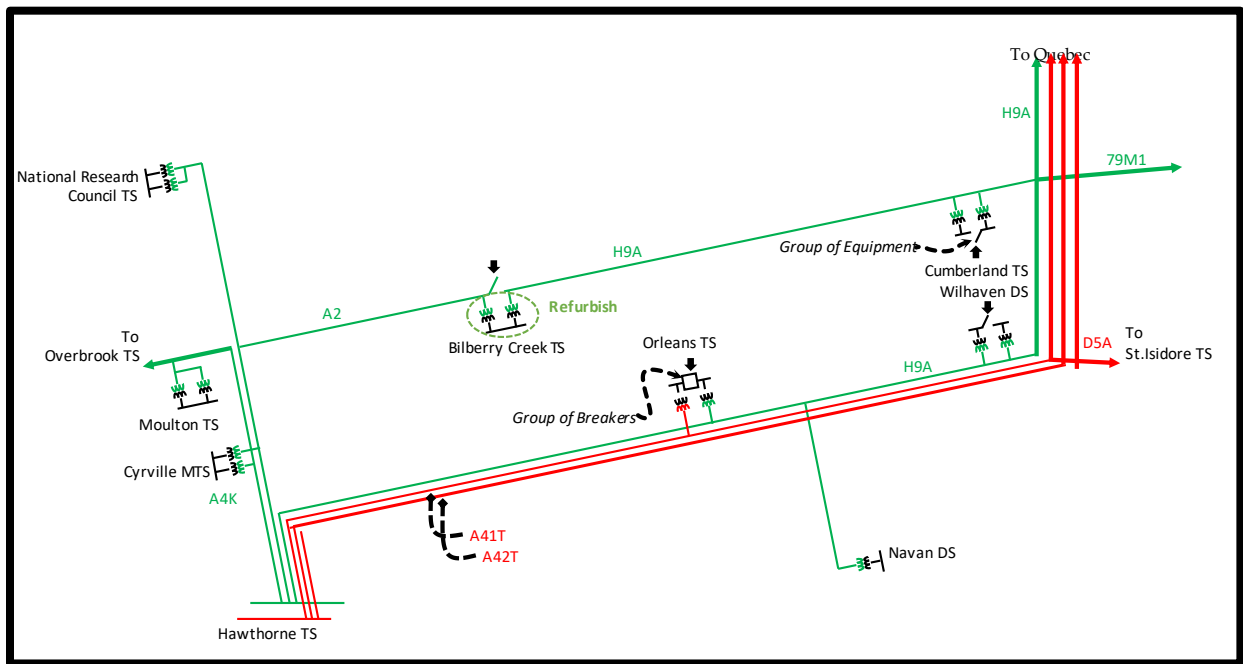 To Quebec
H9A
79M1
National Research
Council TS
Group of Equipment
H9A
Cumberland TS
Wilhaven DS
Refurbish
A2
Bilberry Creek TS
To
Overbrook TS
Orleans TS
D5A
To
St.Isidore TS
H9A
Moulton TS
Group of Breakers
Cyrville MTS
A4K
A41T
A42T
Navan DS
Hawthorne TS